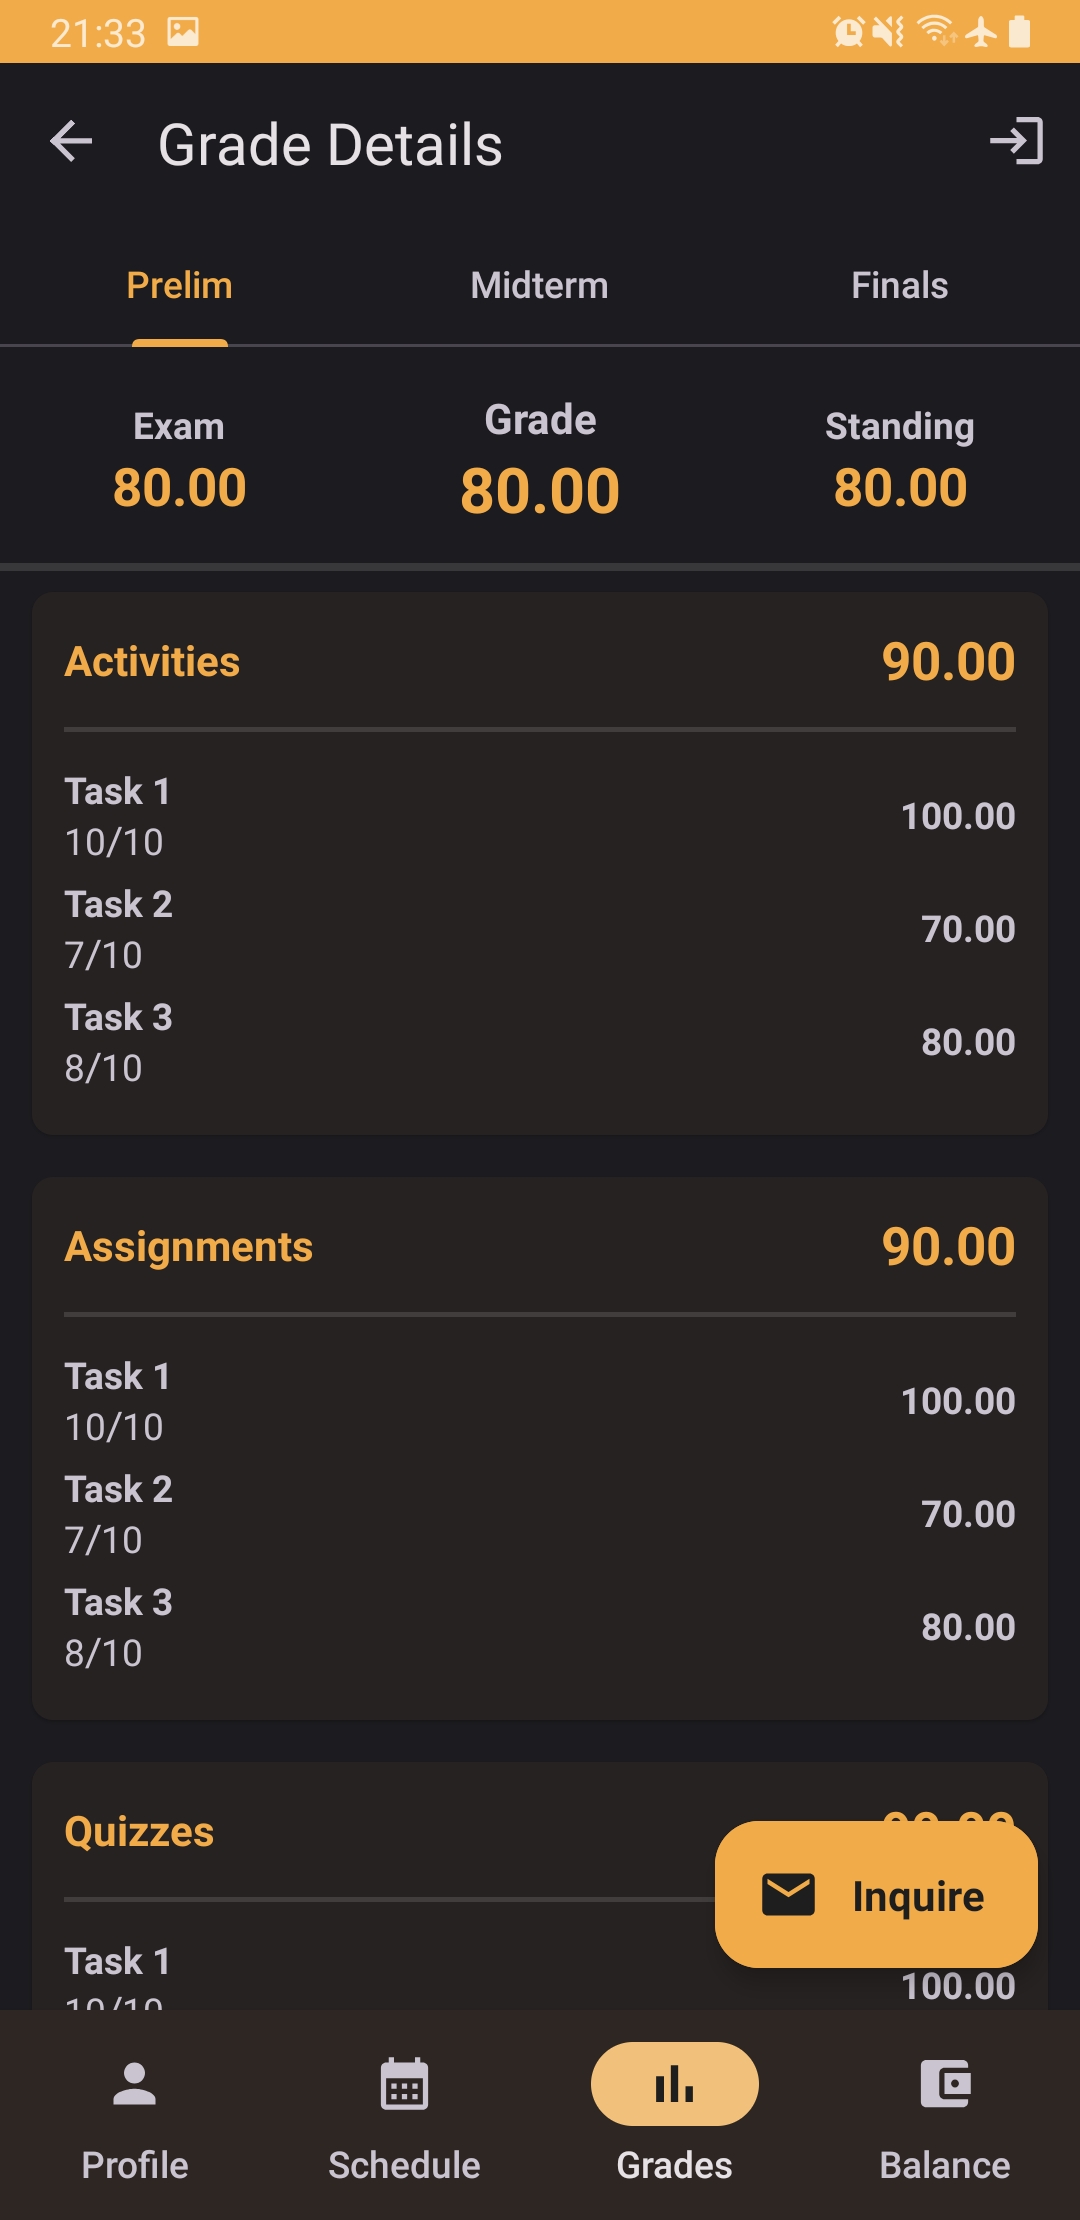 21:33
Grade Details
Prelim Midterm Finals
Exam Grade Standing
80.00 80.00 80.00
Activities 90.00
Task 1
10/10 100.00
Task 2
7/10 70.00
Task 3
8/10 80.00
Assignments 90.00
Task 1
10/10 100.00
Task 2
7/10 70.00
Task 3
8/10 80.00
Quizzes
Inquire
Task 1
100.00
Profile Schedule Grades Balance